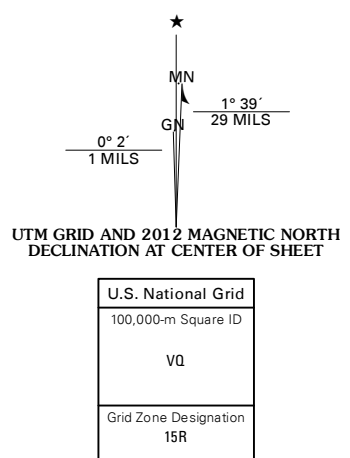 ★
MN
1° 39´
29 MILS
GN
0° 2´
1 MILS
UTM GRID AND 2012 MAGNETIC NORTH
DECLINATION AT CENTER OF SHEET
U.S. National Grid
100,000-m Square ID
VQ
Grid Zone Designation
15R